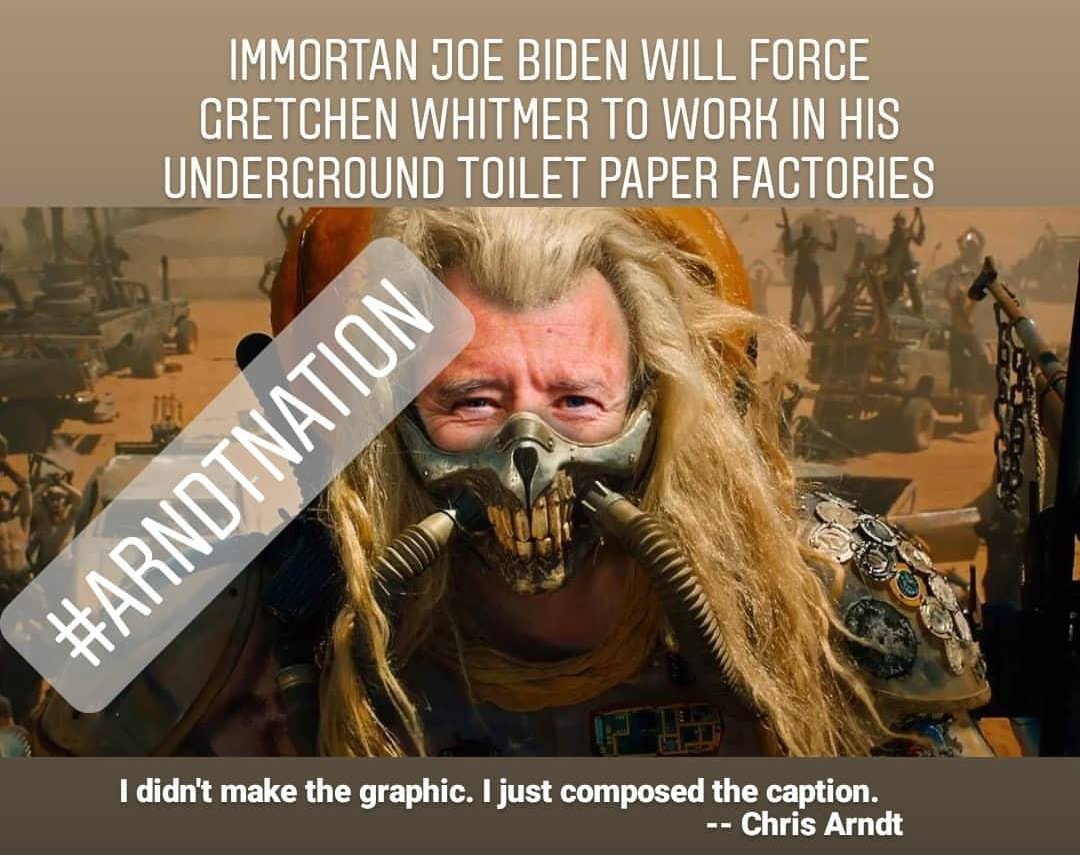 IMMORTAN JOE BIDEN WILL FORCE
GRETCHEN WHITMER TO WORK IN HIS
UNDERGROUND TOILET PAPER FACTORIES
#ARNDTNATION
I didn't make the graphic. I just composed the caption.
-- Chris Arndt